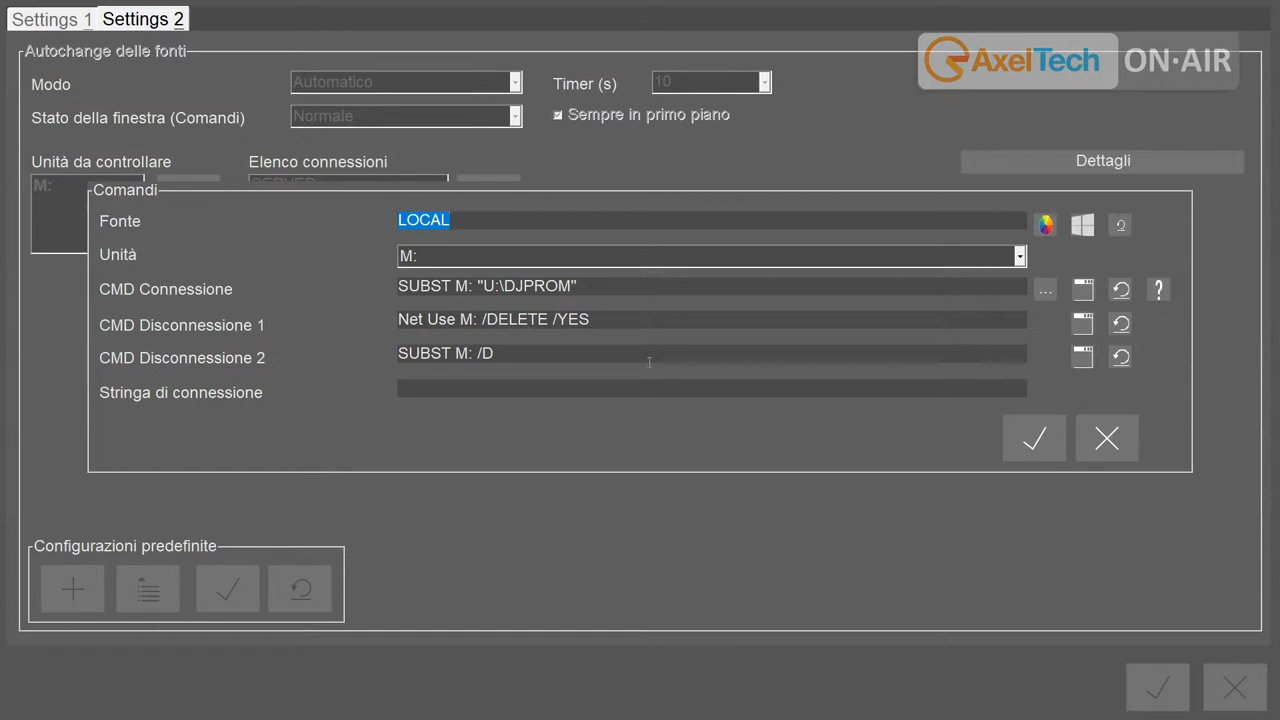 Settings 1 Settings 2
Autochange delle fonti
AxelTech ON·AIR
Modo Automatico Timer (s) 10
Stato della finestra (Comandi) Normale Sempre in primo piano
Unità da controllare Elenco connessioni Dettagli
M: SERVER
Comandi
Fonte LOCAL
Unità M:
CMD Connessione SUBST M: "U:\DJPROM" ... ?
CMD Disconnessione 1 Net Use M: /DELETE /YES
CMD Disconnessione 2 SUBST M: /D
Stringa di connessione
Configurazioni predefinite